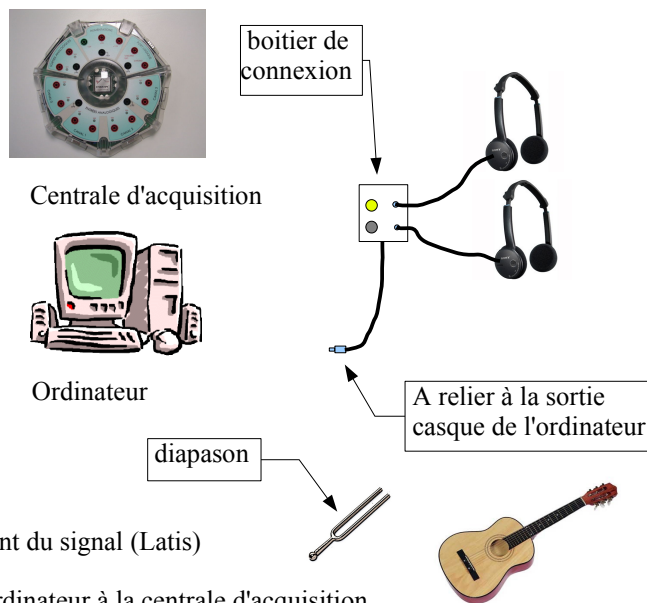 boitier de
connexion
Centrale d'acquisition
Ordinateur
A relier à la sortie
casque de l'ordinateur
diapason
nt du signal (Latis)
rdinateur à la centrale d'acquisition